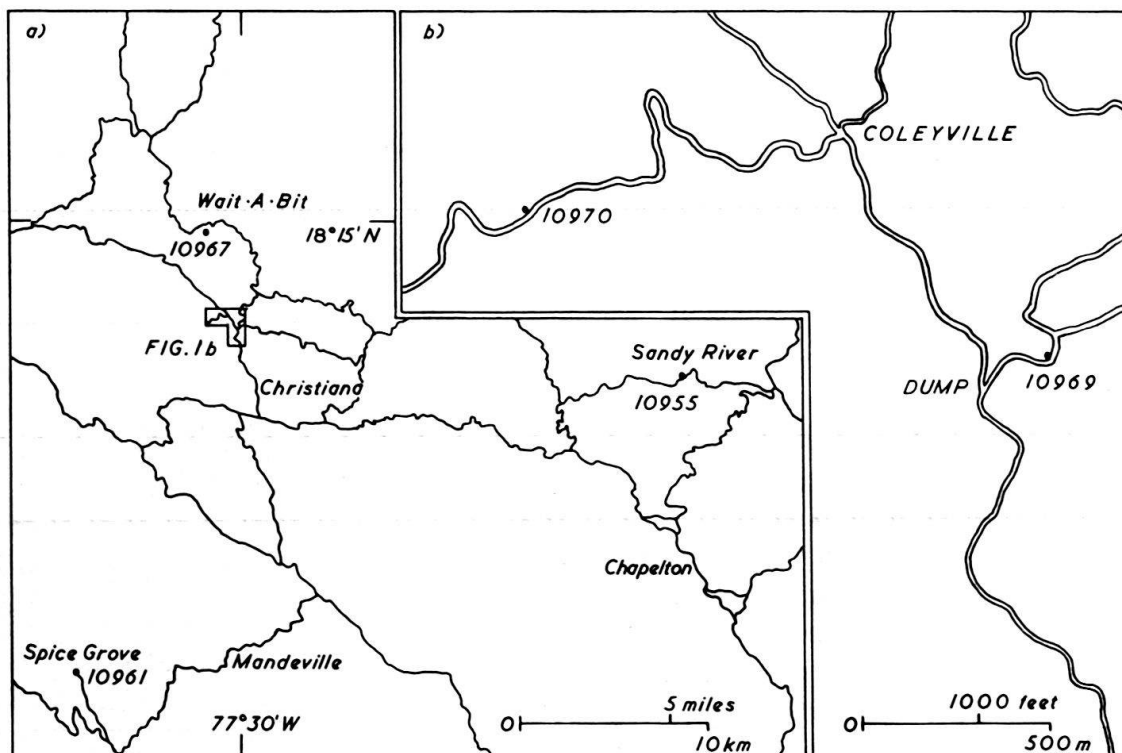 a)
Wait-A-Bit
10967
18°15' N
FIG. 1b
Christiana
Sandy River
10955
Chapelton
Spice Grove
10961
Mandeville
77°30' W
5 miles
0
10 km
b)
COLEYVILLE
10970
DUMP
10969
1000 feet
0
500 m